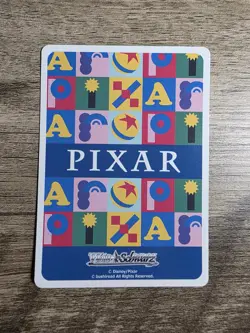 PIXAR
Weiß Schwarz
© Disney/Pixar
© bushiroad All Rights Reserved.